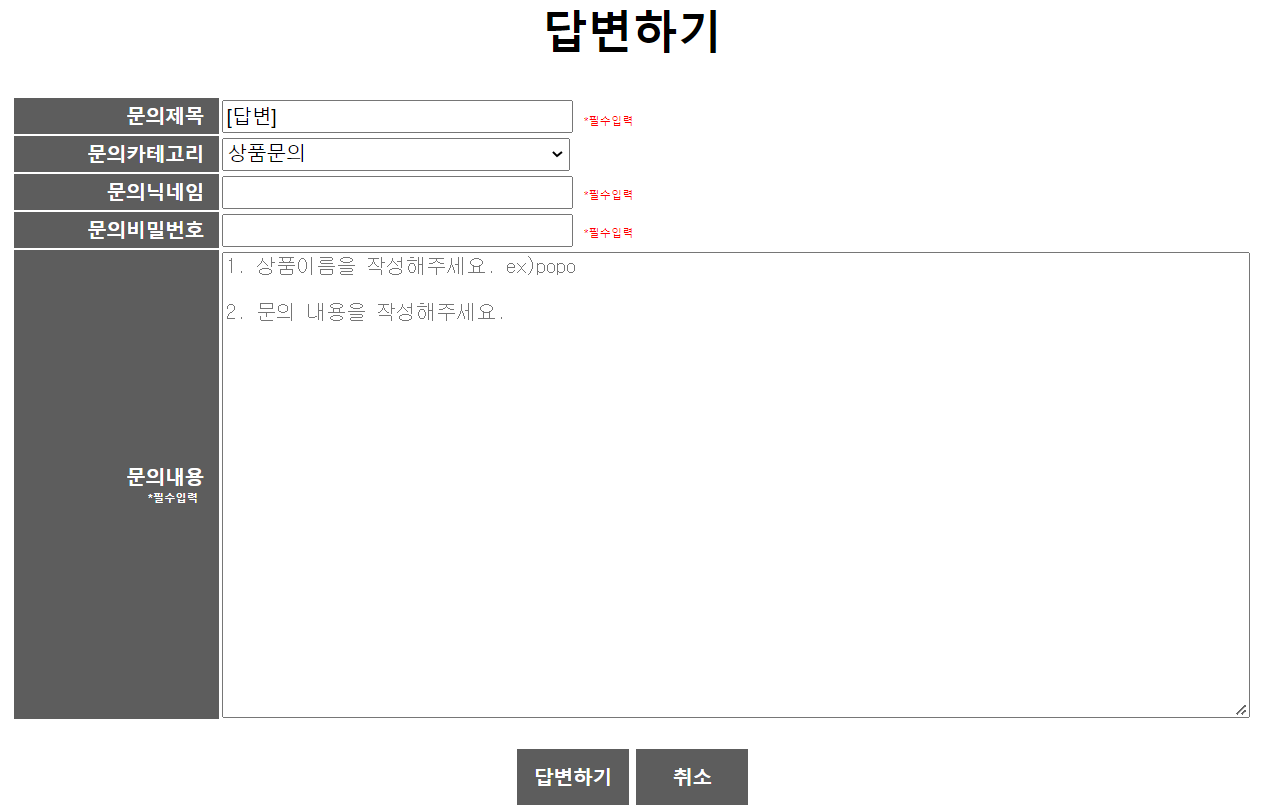 답변하기
문의제목 [답변] *필수입력
문의카테고리 상품문의
문의닉네임 *필수입력
문의비밀번호 *필수입력
1. 상품이름을 작성해주세요. ex)popo
2. 문의 내용을 작성해주세요.
문의내용
*필수입력
답변하기 취소